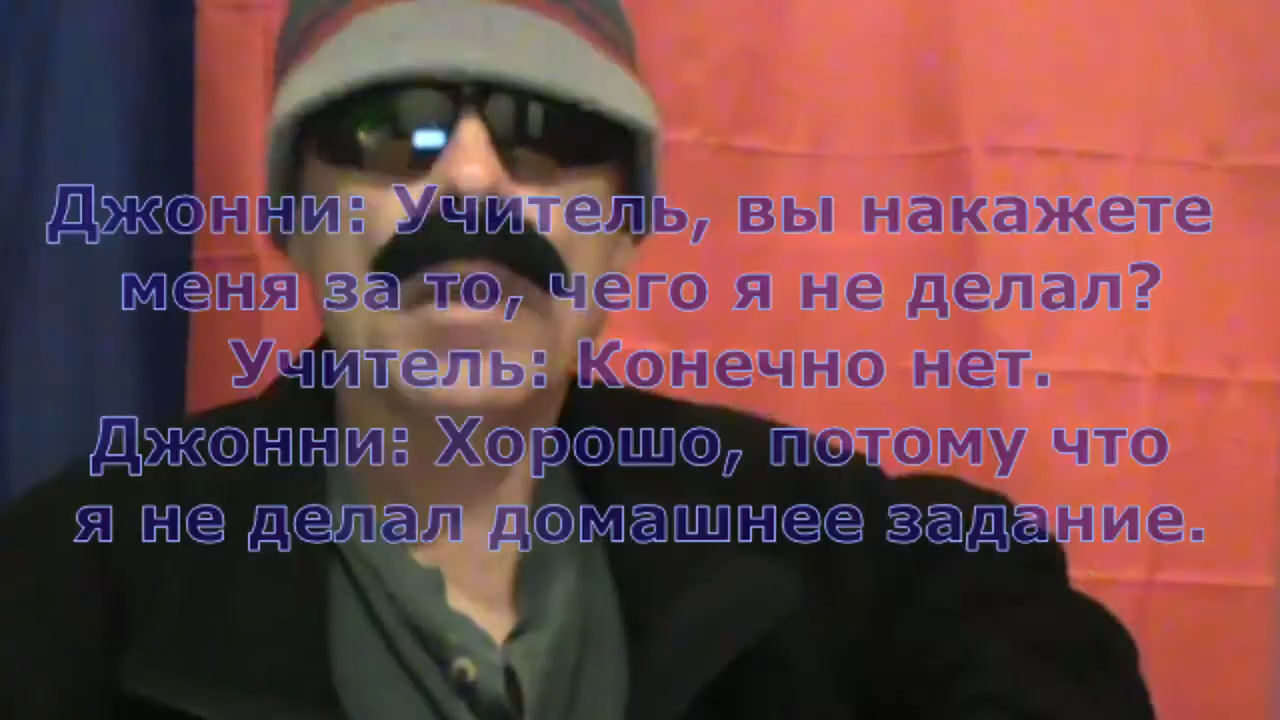 Джонни: Учитель, вы накажете
меня за то, чего я не делал?
Учитель: Конечно нет.
Джонни: Хорошо, потому что
я не делал домашнее задание.